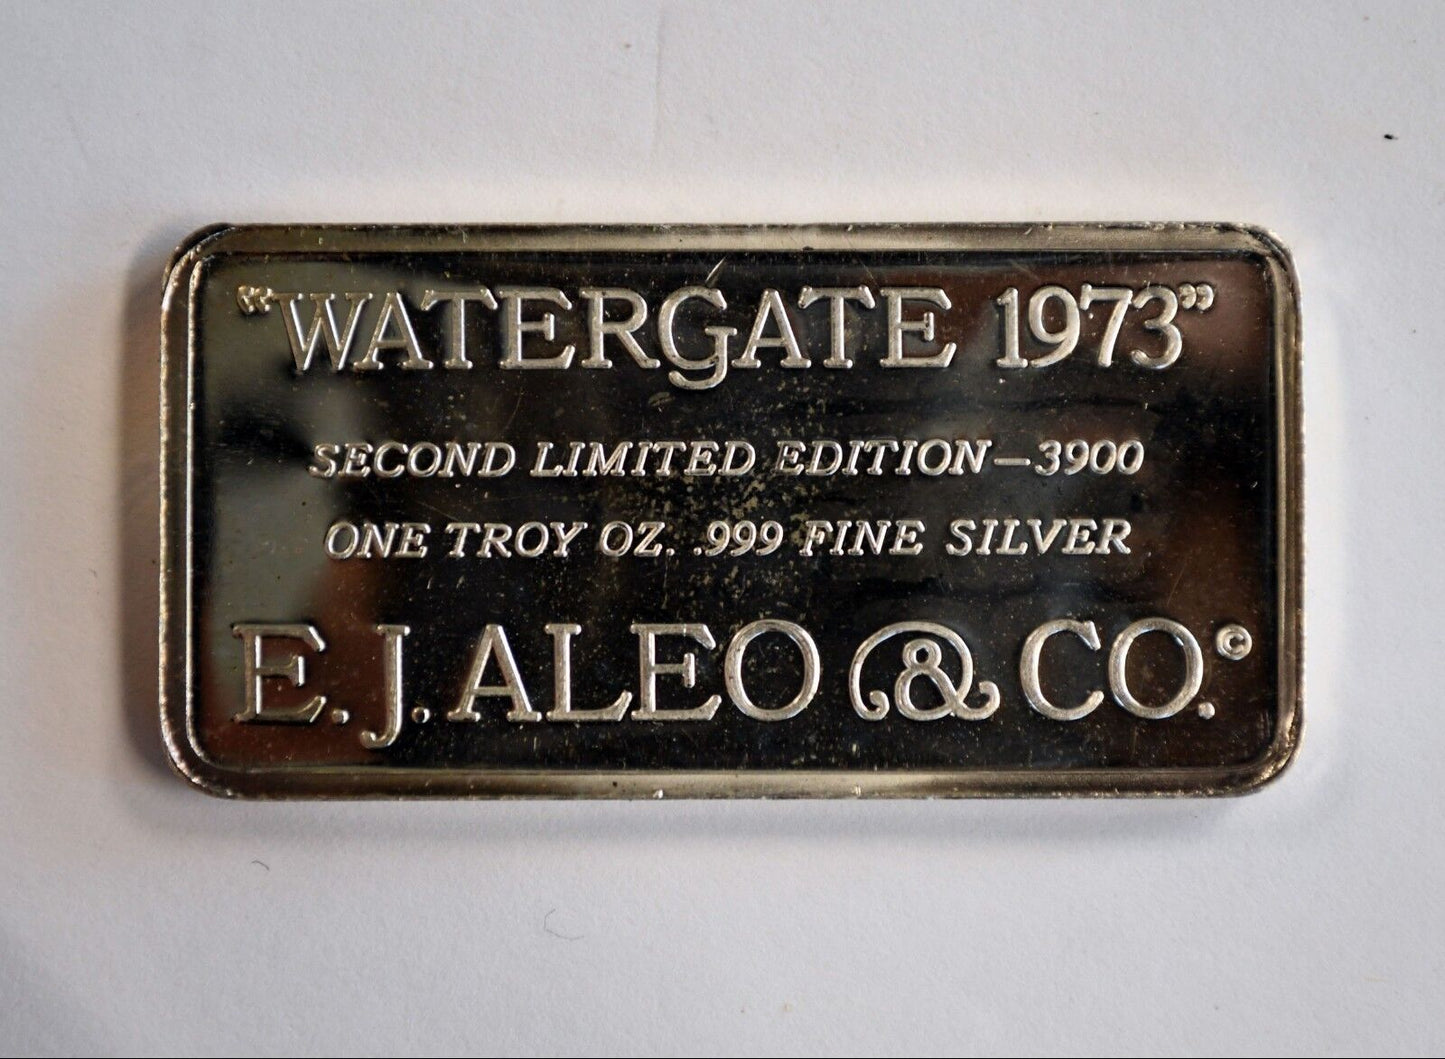 "WATERGATE 1973"
SECOND LIMITED EDITION—3900
ONE TROY OZ. .999 FINE SILVER
E.J. ALEO & CO.©